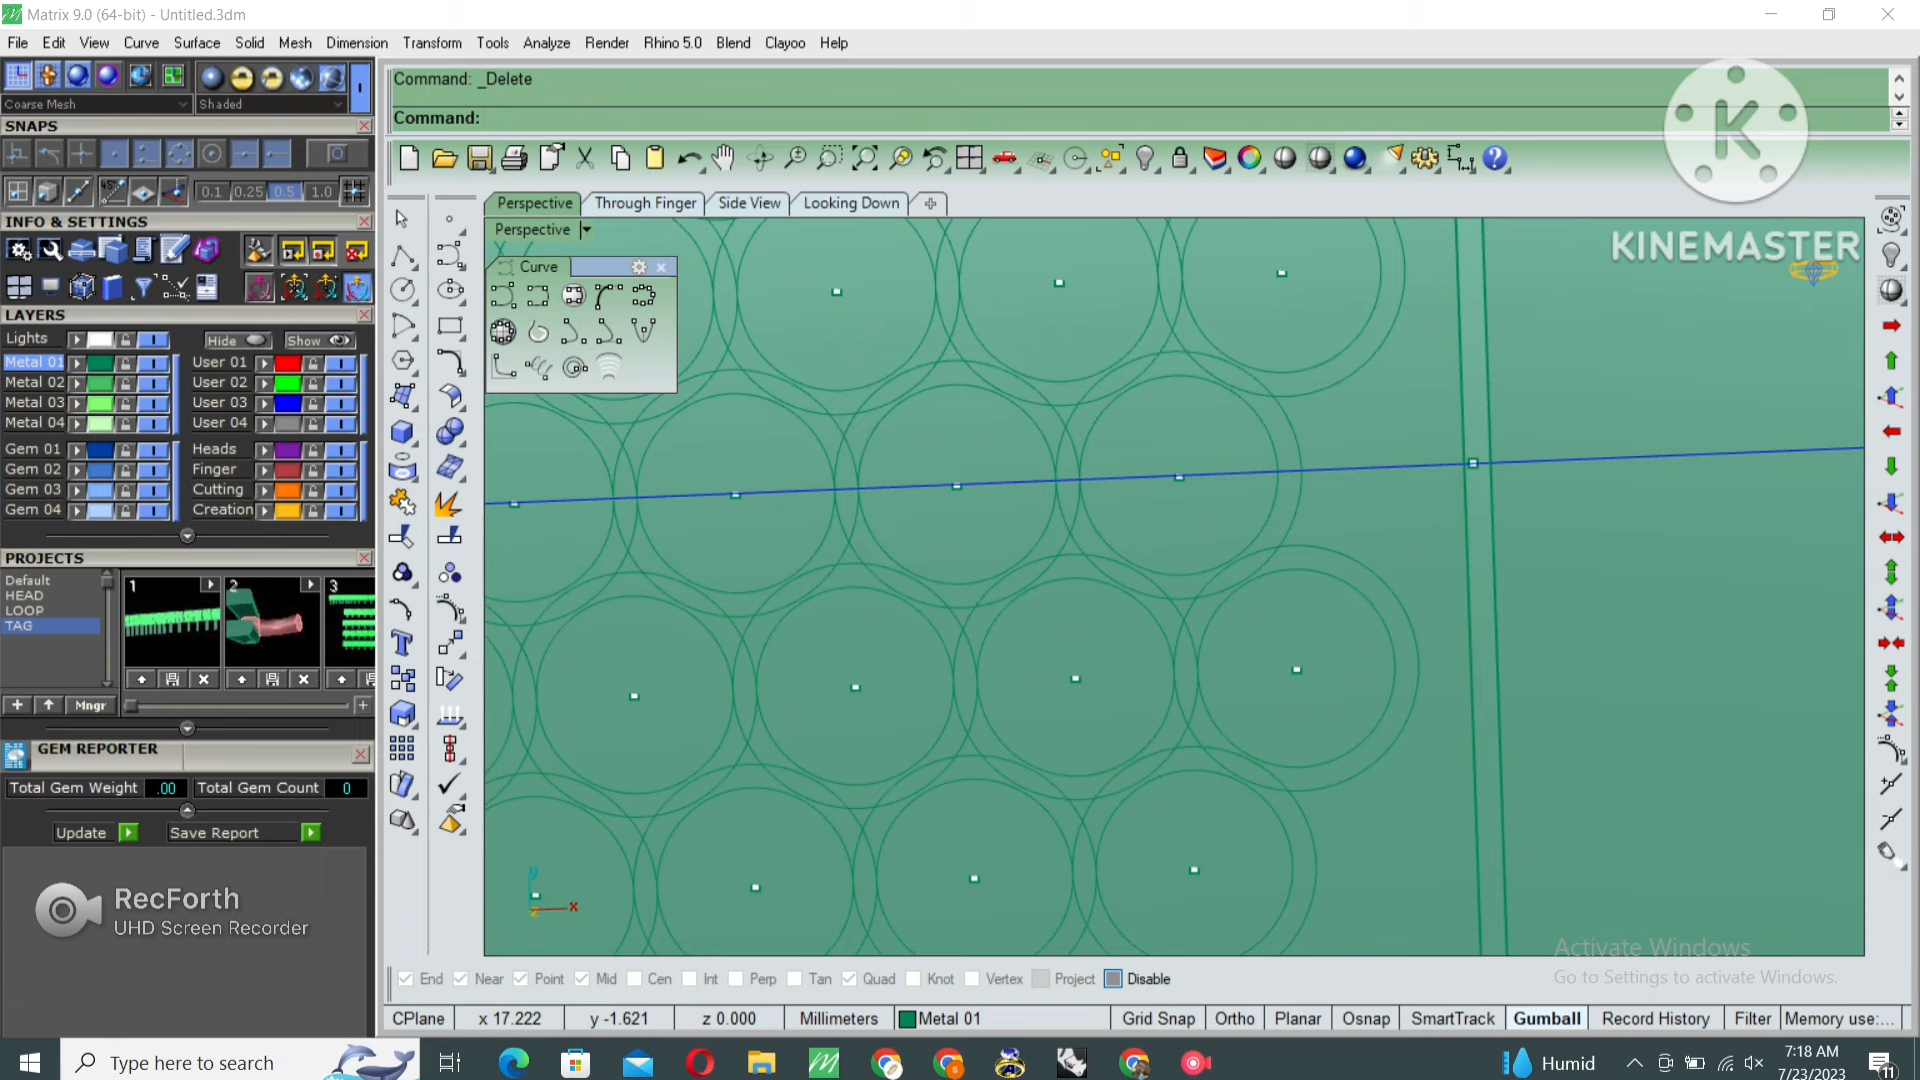 Matrix 9.0 (64-bit) - Untitled.3dm
File Edit View Curve Surface Solid Mesh Dimension Transform Tools Analyze Render Rhino 5.0 Blend Clayoo Help
Coarse Mesh Shaded
SNAPS
0.1 0.25 0.5 1.0
INFO & SETTINGS
LAYERS
Lights Hide Show
Metal 01 User 01
Metal 02 User 02
Metal 03 User 03
Metal 04 User 04
Gem 01 Heads
Gem 02 Finger
Gem 03 Cutting
Gem 04 Creation
PROJECTS
Default
HEAD
LOOP
TAG
1 2 3
Mngr
GEM REPORTER
Total Gem Weight .00 Total Gem Count 0
Update Save Report
RecForth
UHD Screen Recorder
Command: _Delete
Command:
K
Perspective Through Finger Side View Looking Down
Perspective
KINEMASTER
Curve
y
x
z
Activate Windows
Go to Settings to activate Windows.
End Near Point Mid Cen Int Perp Tan Quad Knot Vertex Project Disable
CPlane x 17.222 y -1.621 z 0.000 Millimeters Metal 01 Grid Snap Ortho Planar Osnap SmartTrack Gumball Record History Filter Memory use:...
Type here to search
Humid
7:18 AM
7/23/2023
11